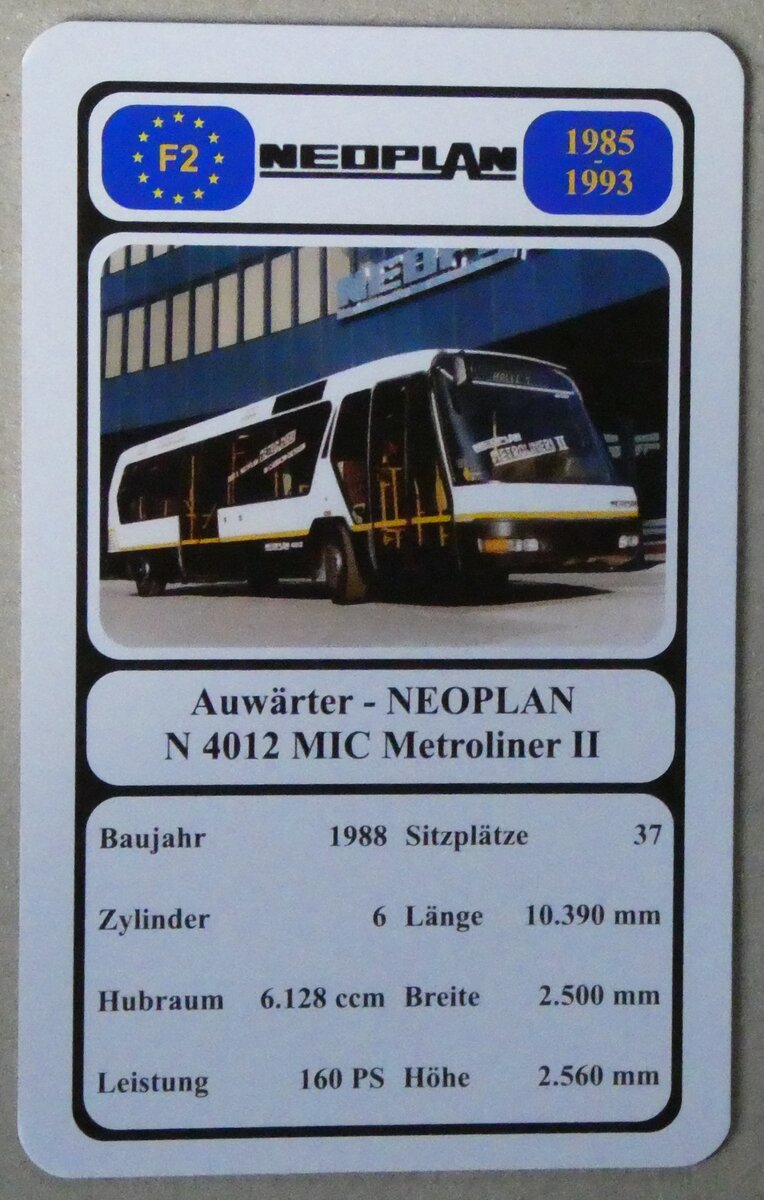 F2
NEOPLAN
1985
-
1993
Auwärter - NEOPLAN
N 4012 MIC Metroliner II
Baujahr 1988 Sitzplätze 37
Zylinder 6 Länge 10.390 mm
Hubraum 6.128 ccm Breite 2.500 mm
Leistung 160 PS Höhe 2.560 mm